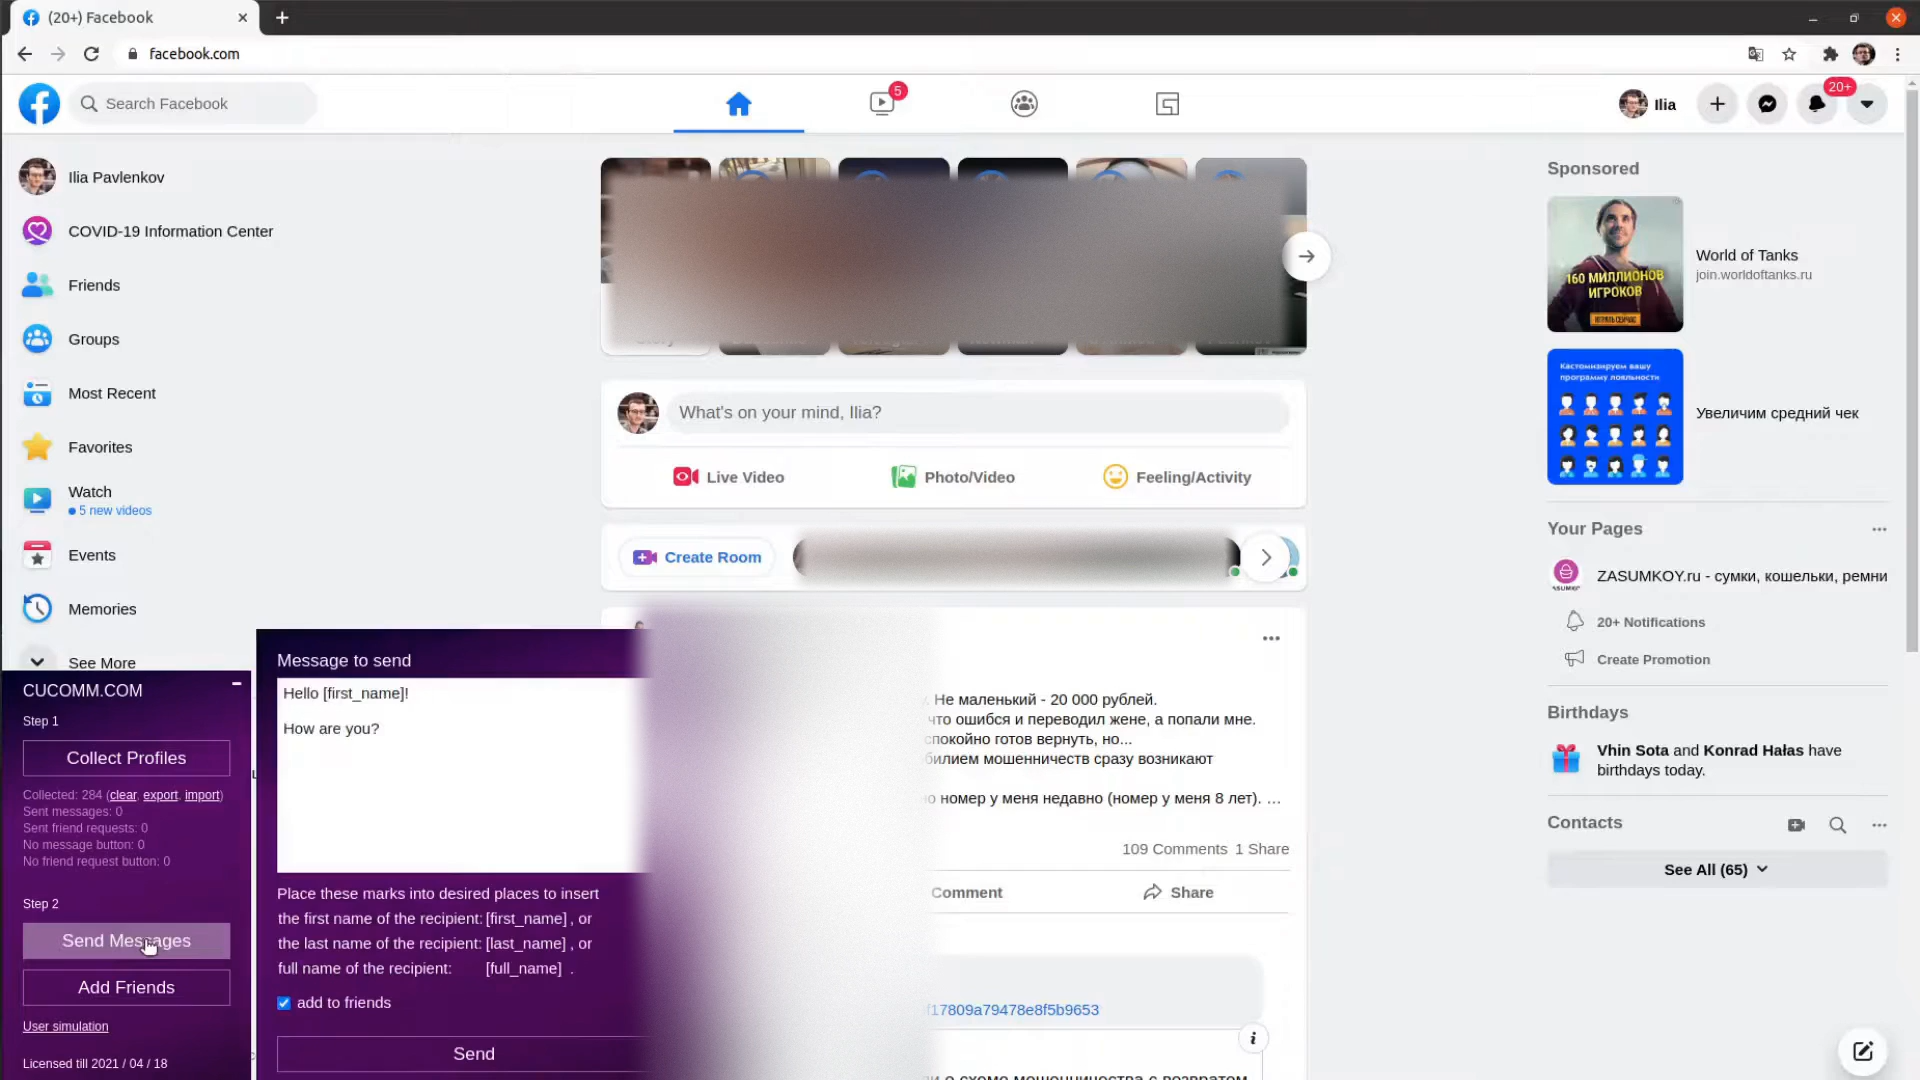 (20+) Facebook
facebook.com
Search Facebook
5
Ilia
20+
Ilia Pavlenkov
COVID-19 Information Center
Friends
Groups
Most Recent
Favorites
Watch
5 new videos
Events
Memories
See More
What's on your mind, Ilia?
Live Video
Photo/Video
Feeling/Activity
Create Room
Sponsored
160 МИЛЛИОНОВ
ИГРОКОВ
ИГРАТЬ СЕЙЧАС
World of Tanks
join.worldoftanks.ru
Кастомизируем вашу
программу лояльности
Увеличим средний чек
Your Pages
ZASUMKOY.ru - сумки, кошельки, ремни
20+ Notifications
Create Promotion
Birthdays
Vhin Sota and Konrad Hałas have
birthdays today.
Contacts
See All (65)
CUCOMM.COM
Step 1
Collect Profiles
Collected: 284 (clear, export, import)
Sent messages: 0
Sent friend requests: 0
No message button: 0
No friend request button: 0
Step 2
Send Messages
Add Friends
User simulation
Licensed till 2021 / 04 / 18
Message to send
Hello [first_name]!
How are you?
Place these marks into desired places to insert
the first name of the recipient: [first_name] , or
the last name of the recipient: [last_name] , or
full name of the recipient: [full_name] .
add to friends
Send
. Не маленький - 20 000 рублей.
что ошибся и переводил жене, а попали мне.
спокойно готов вернуть, но...
билием мошенничеств сразу возникают
о номер у меня недавно (номер у меня 8 лет). ...
109 Comments 1 Share
Comment
Share
f17809a79478e8f5b9653
и о схеме мошенничества с возвратом